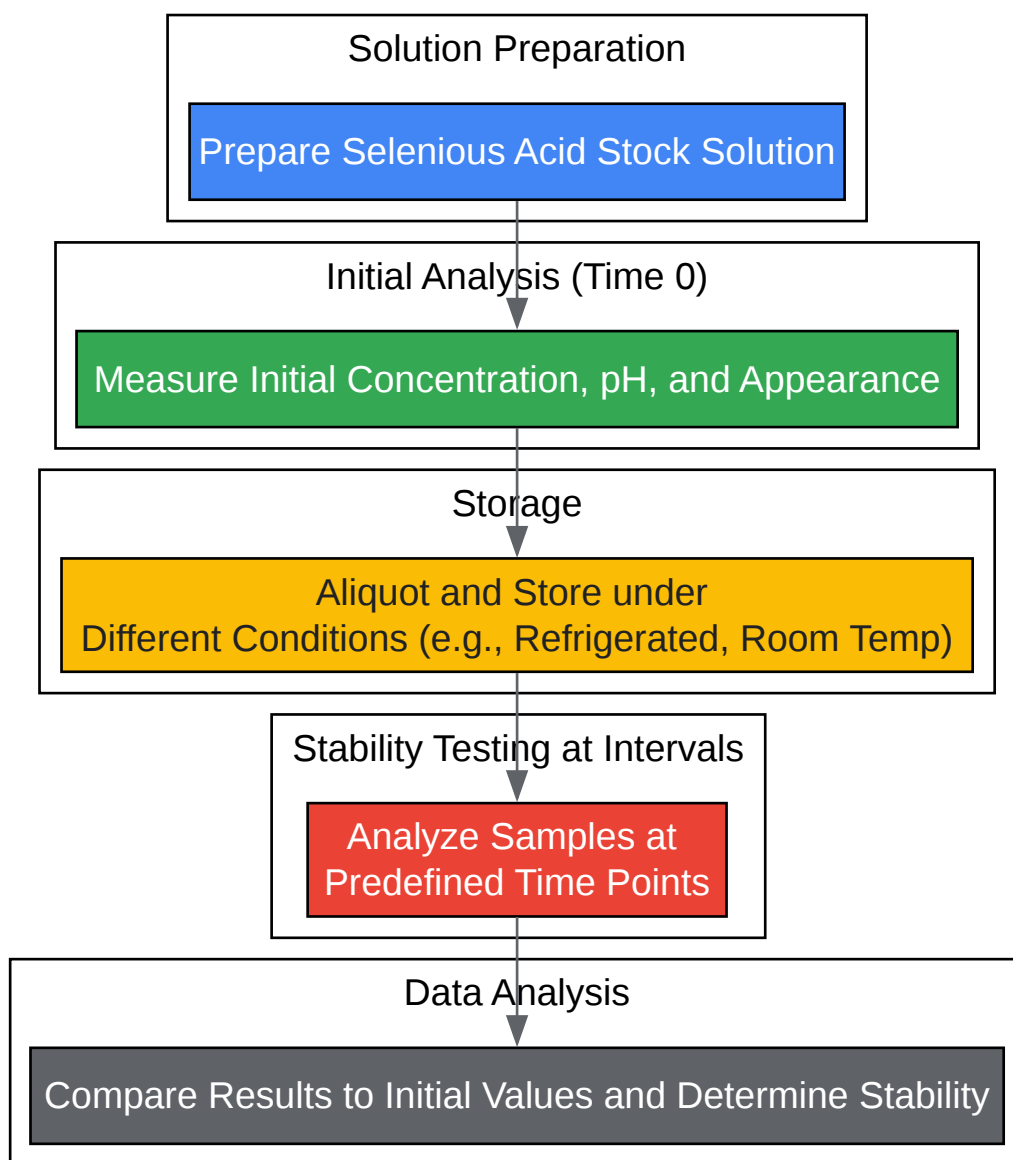 Solution Preparation
Prepare Selenious Acid Stock Solution
Initial Analysis (Time 0)
Measure Initial Concentration, pH, and Appearance
Storage
Aliquot and Store under
Different Conditions (e.g., Refrigerated, Room Temp)
Stability Testing at Intervals
Analyze Samples at
Predefined Time Points
Data Analysis
Compare Results to Initial Values and Determine Stability